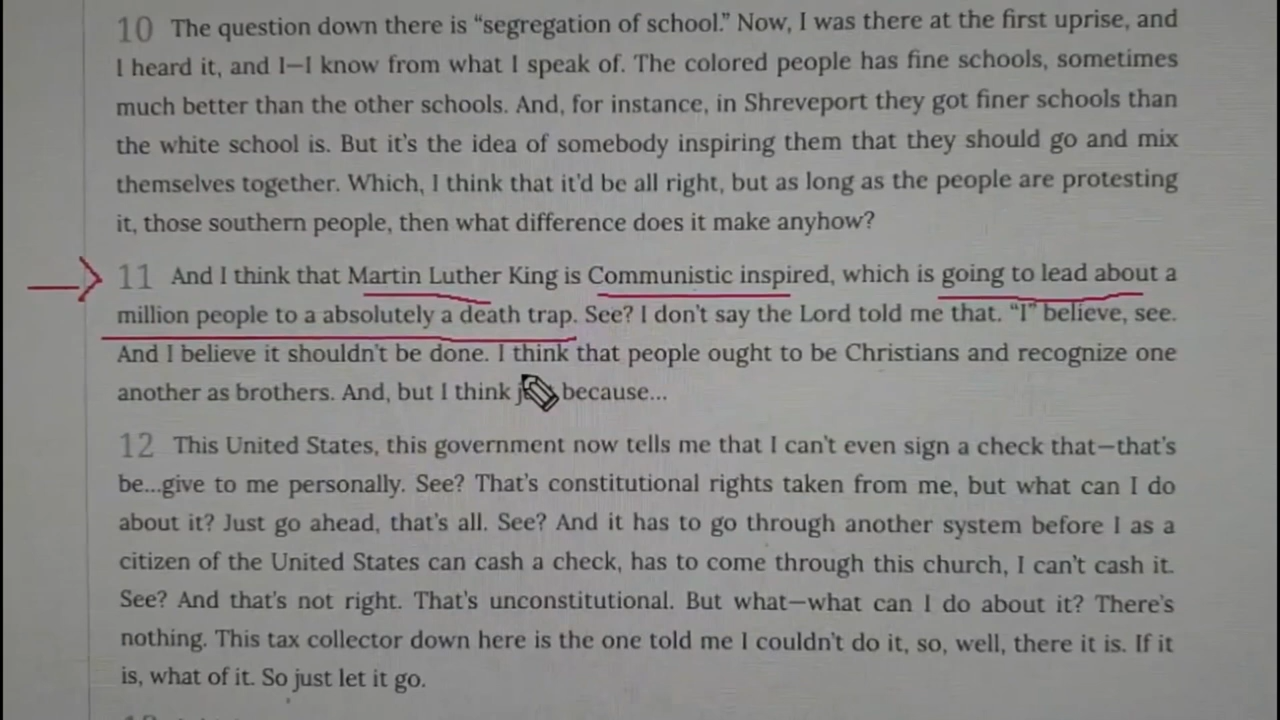 10 The question down there is “segregation of school.” Now, I was there at the first uprise, and
I heard it, and I—I know from what I speak of. The colored people has fine schools, sometimes
much better than the other schools. And, for instance, in Shreveport they got finer schools than
the white school is. But it’s the idea of somebody inspiring them that they should go and mix
themselves together. Which, I think that it’d be all right, but as long as the people are protesting
it, those southern people, then what difference does it make anyhow?
11 And I think that Martin Luther King is Communistic inspired, which is going to lead about a
million people to a absolutely a death trap. See? I don’t say the Lord told me that. “I” believe, see.
And I believe it shouldn’t be done. I think that people ought to be Christians and recognize one
another as brothers. And, but I think because...
12 This United States, this government now tells me that I can’t even sign a check that—that’s
be...give to me personally. See? That’s constitutional rights taken from me, but what can I do
about it? Just go ahead, that’s all. See? And it has to go through another system before I as a
citizen of the United States can cash a check, has to come through this church, I can’t cash it.
See? And that’s not right. That’s unconstitutional. But what—what can I do about it? There’s
nothing. This tax collector down here is the one told me I couldn’t do it, so, well, there it is. If it
is, what of it. So just let it go.